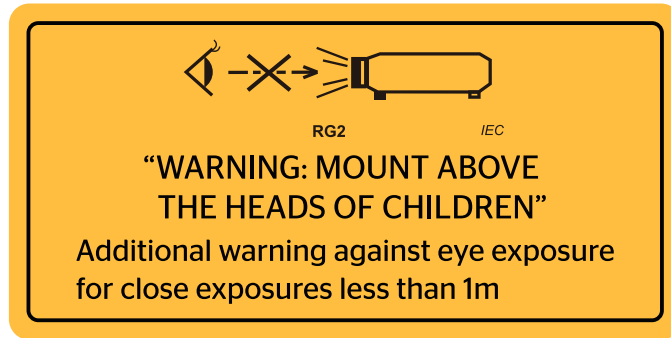 RG2 IEC
“WARNING: MOUNT ABOVE
THE HEADS OF CHILDREN”
Additional warning against eye exposure
for close exposures less than 1m